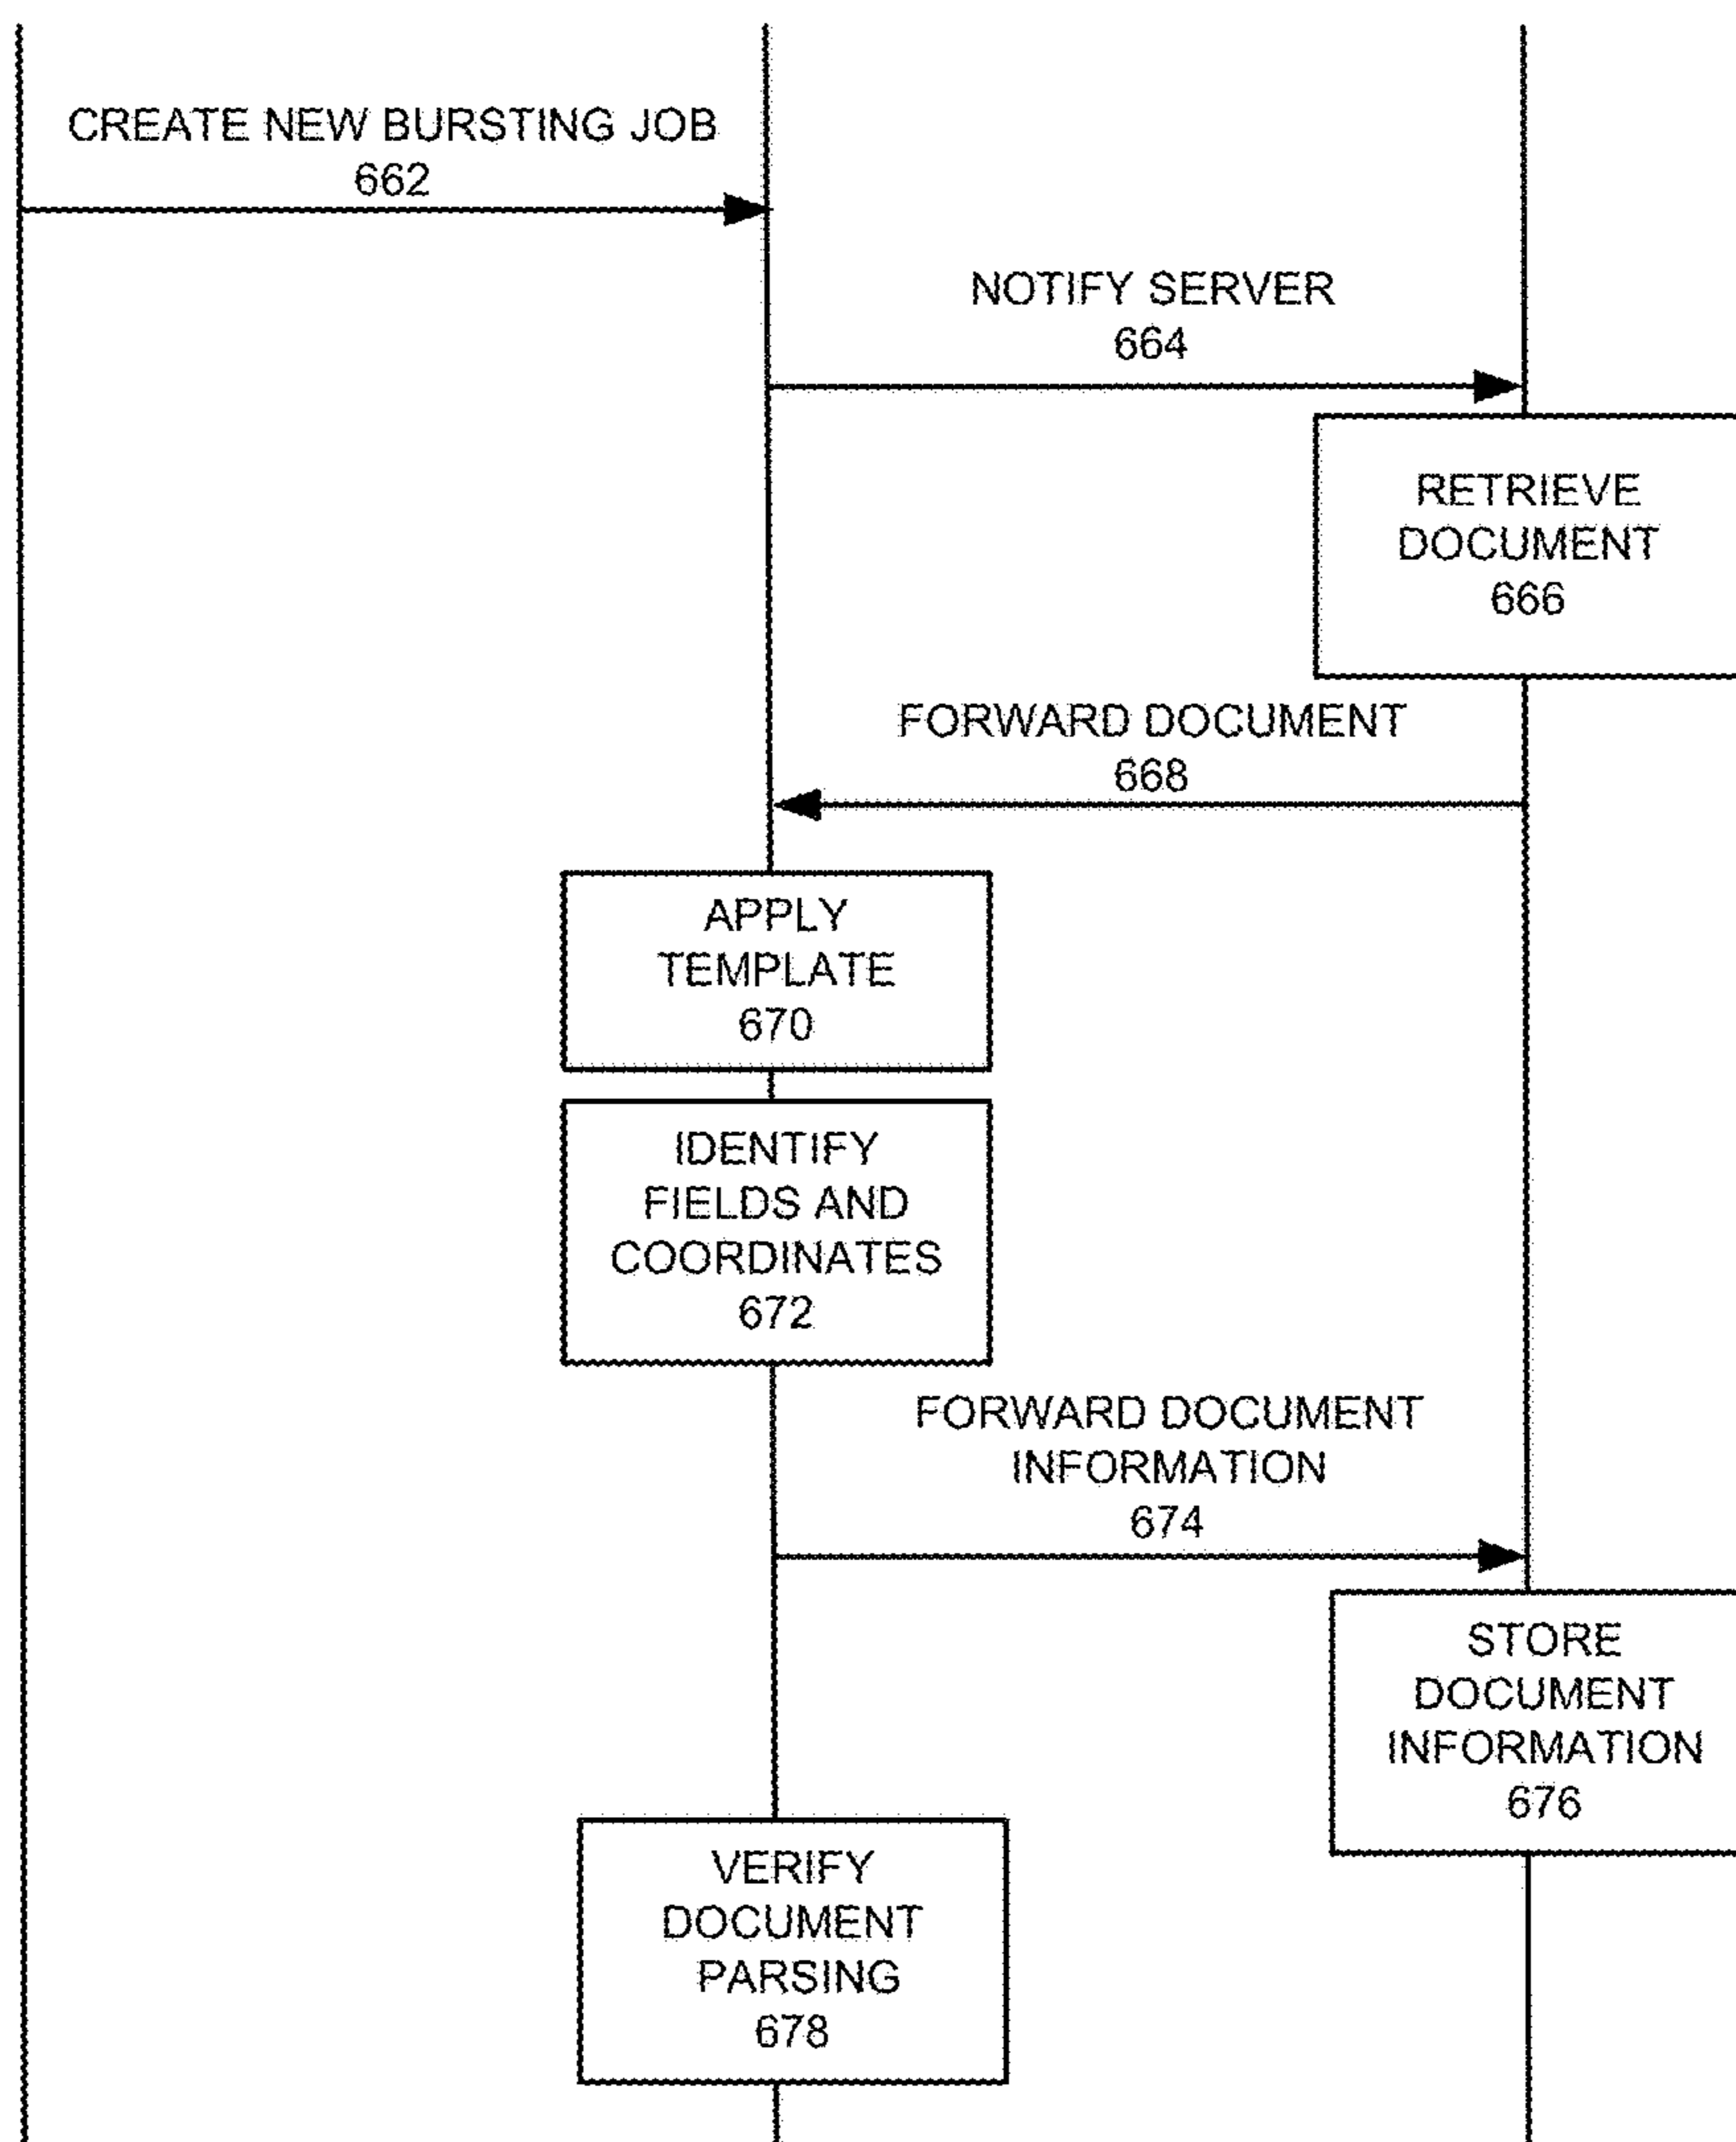 CREATE NEW BURSTING JOB
662
NOTIFY SERVER
664
RETRIEVE
DOCUMENT
666
FORWARD DOCUMENT
668
APPLY
TEMPLATE
670
IDENTIFY
FIELDS AND
COORDINATES
672
FORWARD DOCUMENT
INFORMATION
674
STORE
DOCUMENT
INFORMATION
676
VERIFY
DOCUMENT
PARSING
678